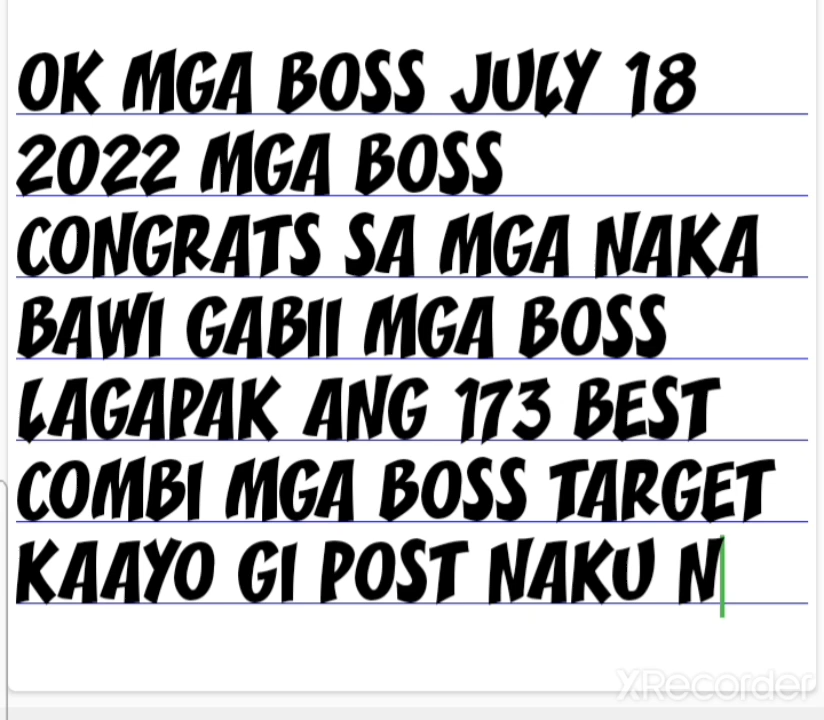 OK MGA BOSS JULY 18
2022 MGA BOSS
CONGRATS SA MGA NAKA
BAWI GABII MGA BOSS
LAGAPAK ANG 173 BEST
COMBI MGA BOSS TARGET
KAAYO GI POST NAKU N
XRecorder